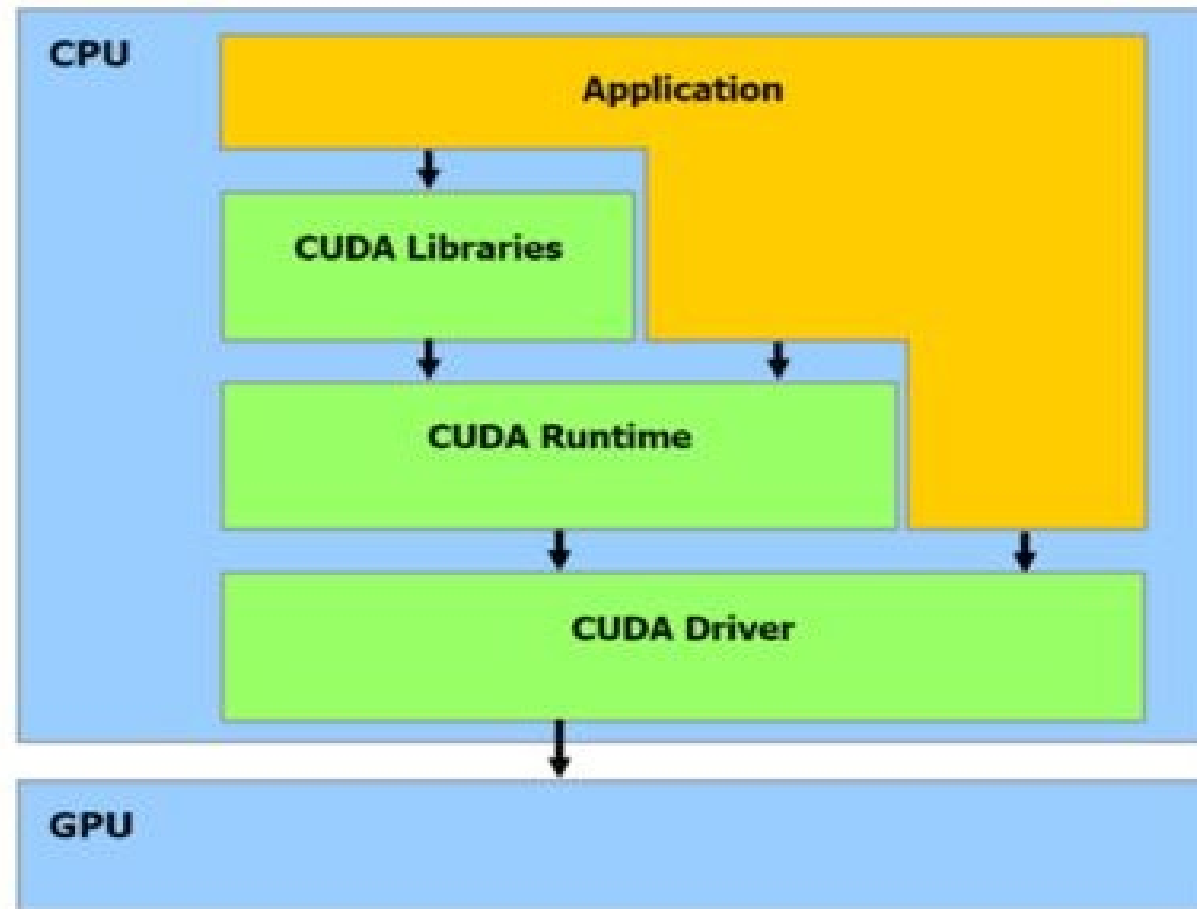 CPU
Application
CUDA Libraries
CUDA Runtime
CUDA Driver
GPU